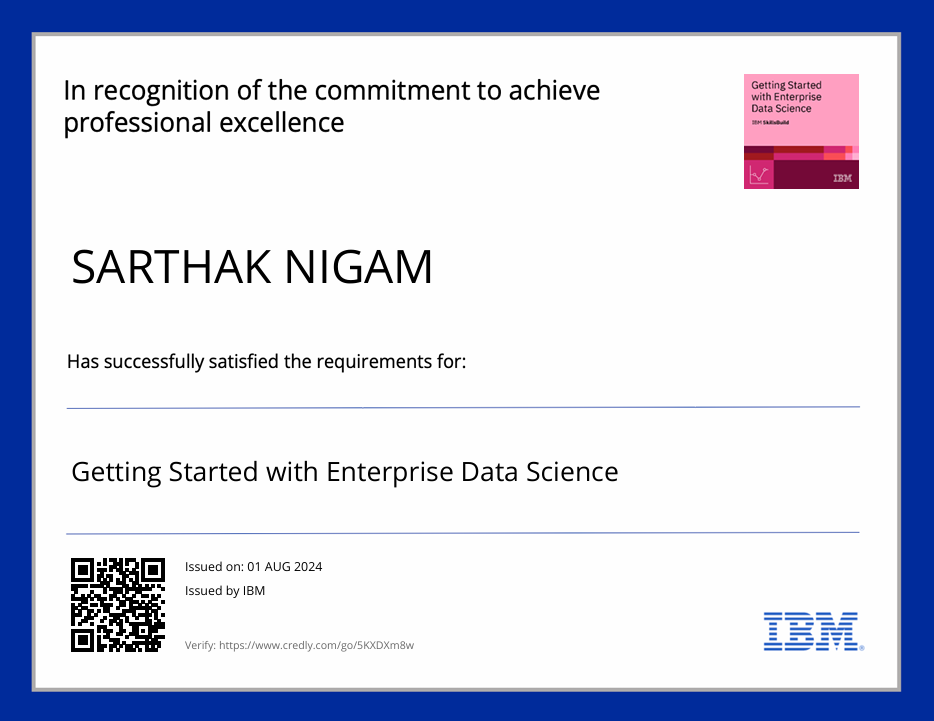 In recognition of the commitment to achieve
professional excellence
Getting Started
with Enterprise
Data Science
IBM SkillsBuild
IBM
SARTHAK NIGAM
Has successfully satisfied the requirements for:
Getting Started with Enterprise Data Science
Issued on: 01 AUG 2024
Issued by IBM
Verify: https://www.credly.com/go/5KXDXm8w
IBM®